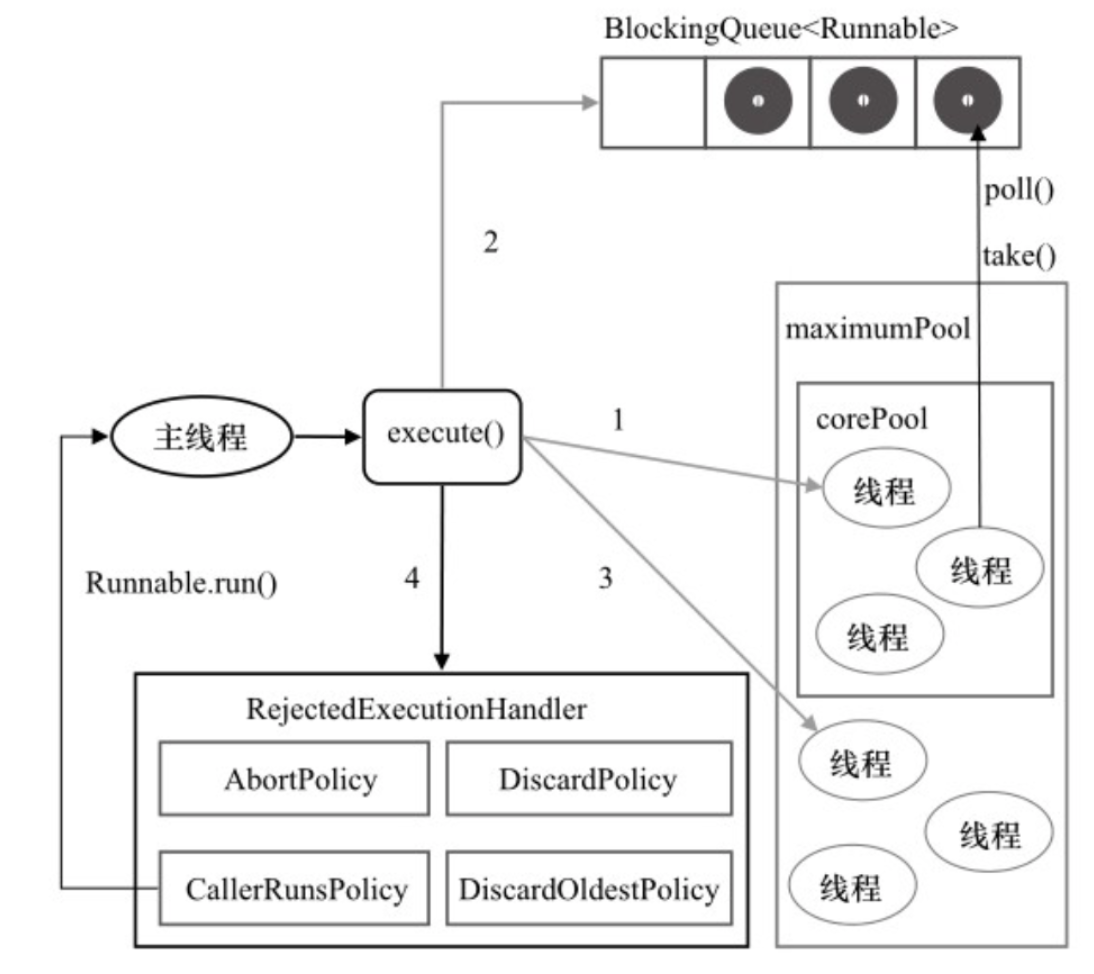 BlockingQueue<Runnable>
poll()
2
take()
maximumPool
corePool
1
主线程
execute()
线程
线程
Runnable.run()
4
3
线程
RejectedExecutionHandler
线程
AbortPolicy
DiscardPolicy
线程
CallerRunsPolicy
DiscardOldestPolicy
线程